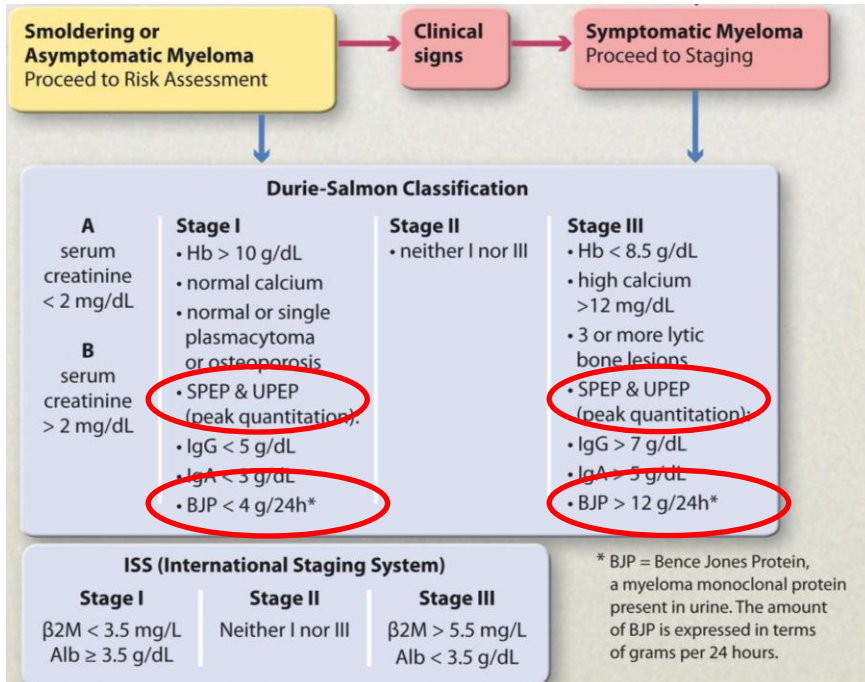 Smoldering or
Asymptomatic Myeloma
Proceed to Risk Assessment
Clinical
signs
Symptomatic Myeloma
Proceed to Staging
Durie-Salmon Classification
A
serum
creatinine
< 2 mg/dL
B
serum
creatinine
> 2 mg/dL
Stage I
• Hb > 10 g/dL
• normal calcium
• normal or single
plasmacytoma
or osteoporosis
• SPEP & UPEP
(peak quantitation):
• IgG < 5 g/dL
• IgA < 3 g/dL
• BJP < 4 g/24h*
Stage II
• neither I nor III
Stage III
• Hb < 8.5 g/dL
• high calcium
>12 mg/dL
• 3 or more lytic
bone lesions
• SPEP & UPEP
(peak quantitation):
• IgG > 7 g/dL
• IgA > 5 g/dL
• BJP > 12 g/24h*
ISS (International Staging System)
Stage I
β2M < 3.5 mg/L
Alb ≥ 3.5 g/dL
Stage II
Neither I nor III
Stage III
β2M > 5.5 mg/L
Alb < 3.5 g/dL
* BJP = Bence Jones Protein,
a myeloma monoclonal protein
present in urine. The amount
of BJP is expressed in terms
of grams per 24 hours.